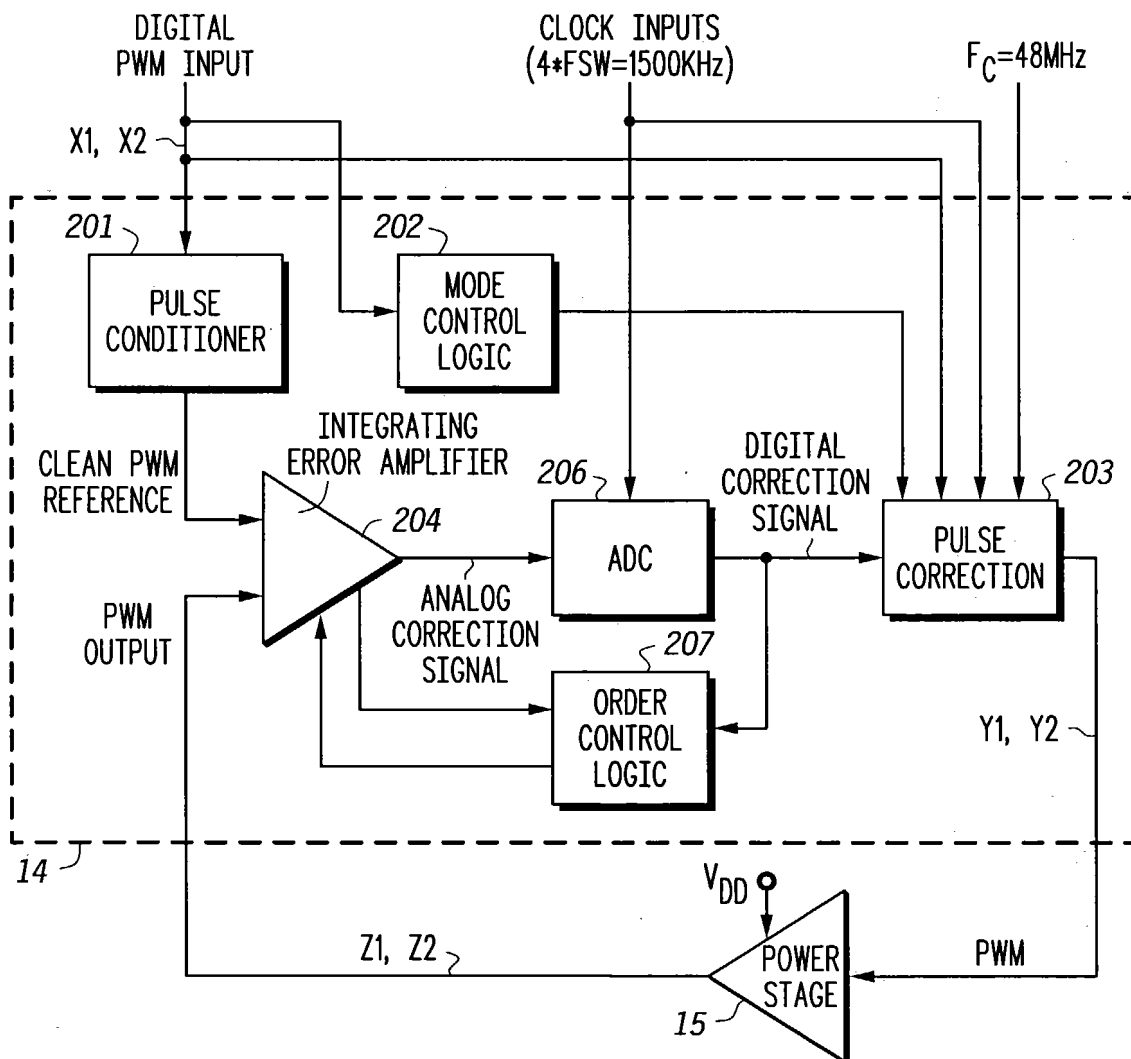 DIGITAL
PWM INPUT
CLOCK INPUTS
(4*FSW=1500KHz)
FC=48MHz
X1, X2
201
202
PULSE
CONDITIONER
MODE
CONTROL
LOGIC
INTEGRATING
ERROR AMPLIFIER
CLEAN PWM
REFERENCE
204
206
DIGITAL
CORRECTION
SIGNAL
203
ADC
PULSE
CORRECTION
PWM
OUTPUT
ANALOG
CORRECTION
SIGNAL
207
ORDER
CONTROL
LOGIC
Y1, Y2
14
VDD
Z1, Z2
POWER
STAGE
PWM
15